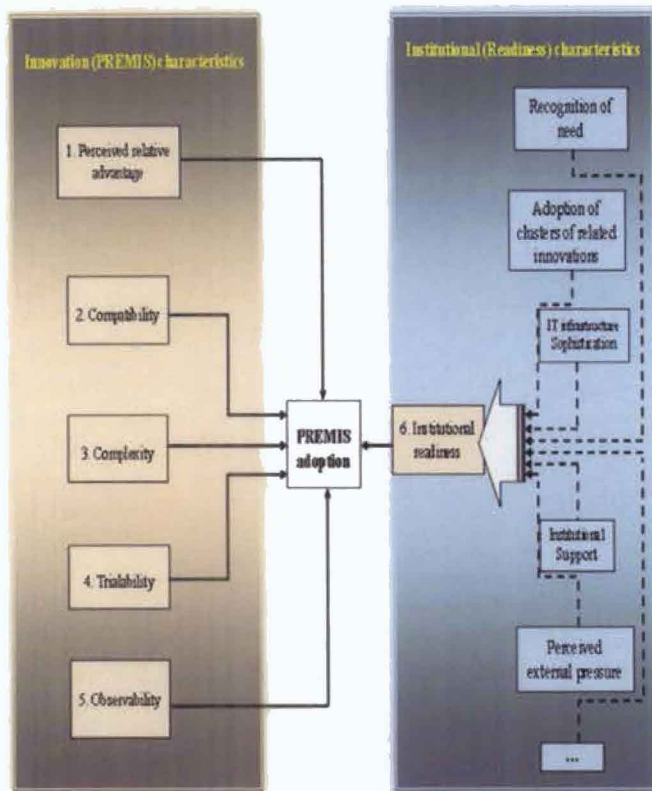 Innovation (PREMIS) characteristics
1. Perceived relative
advantage
2. Compatibility
3. Complexity
4. Trialability
5. Observability
PREMIS
adoption
6. Institutional
readiness
Institutional (Readiness) characteristics
Recognition of
need
Adoption of
clusters of related
innovations
IT infrastructure
Sophistication
Institutional
Support
Perceived
external pressure
...